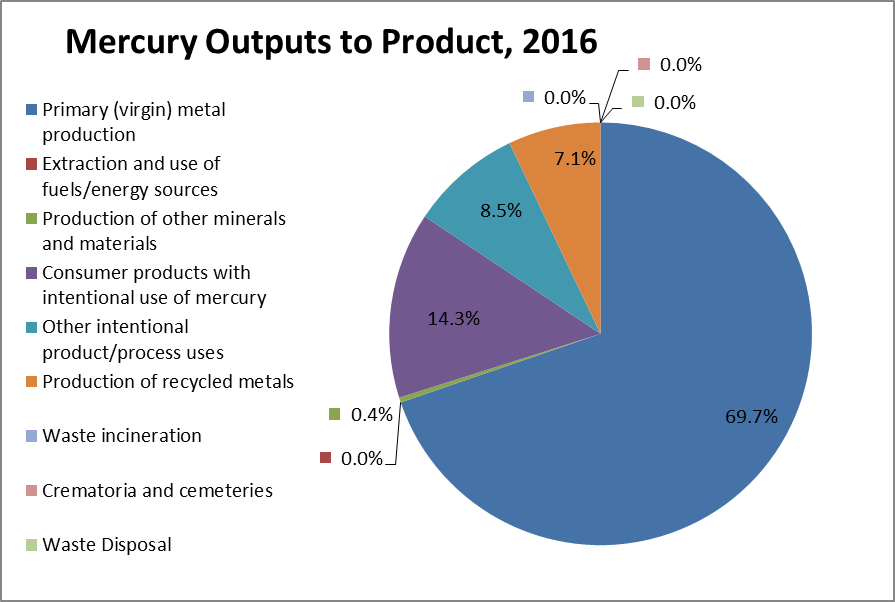 Mercury Outputs to Product, 2016
Primary (virgin) metal
production
Extraction and use of
fuels/energy sources
Production of other minerals
and materials
Consumer products with
intentional use of mercury
Other intentional
product/process uses
Production of recycled metals
Waste incineration
Crematoria and cemeteries
Waste Disposal
0.0%
0.0%
0.0%
7.1%
8.5%
14.3%
0.4%
69.7%
0.0%